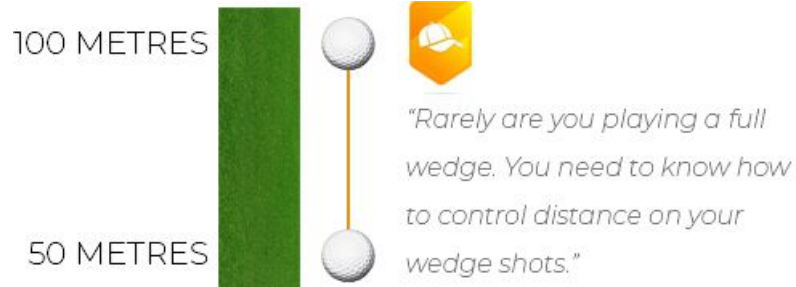 100 METRES
"Rarely are you playing a full
wedge. You need to know how
to control distance on your
50 METRES
wedge shots."